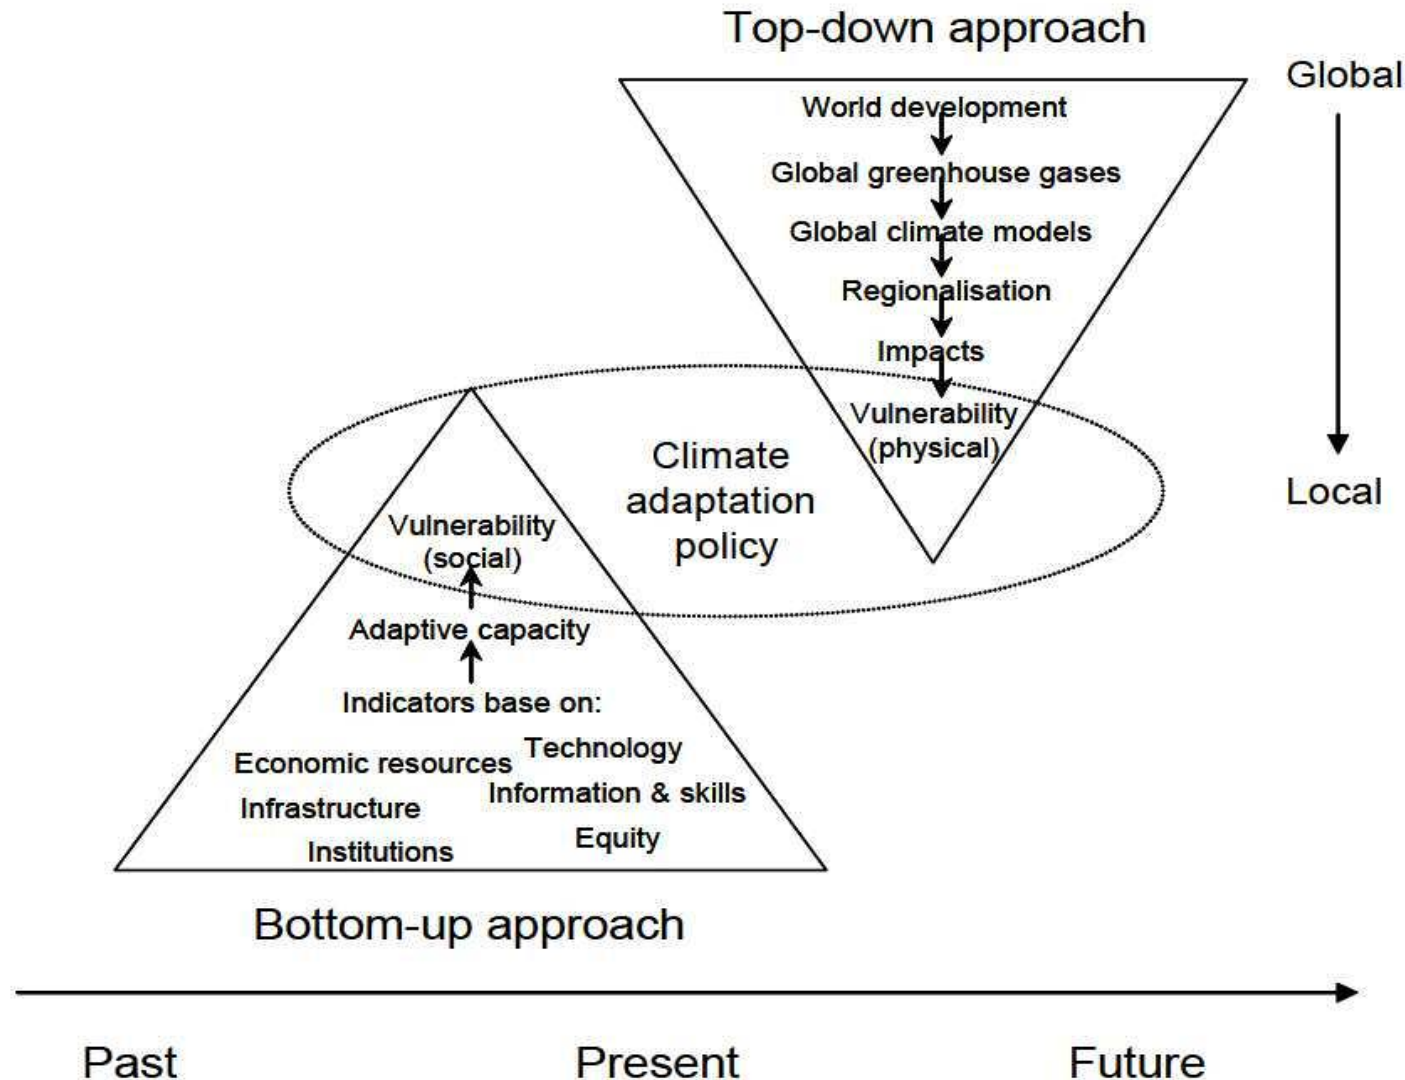 Top-down approach
Global
World development
Global greenhouse gases
Global climate models
Regionalisation
Impacts
Vulnerability
(physical)
Local
Climate
adaptation
policy
Vulnerability
(social)
Adaptive capacity
Indicators base on:
Economic resources
Technology
Infrastructure
Information & skills
Institutions
Equity
Bottom-up approach
Past
Present
Future